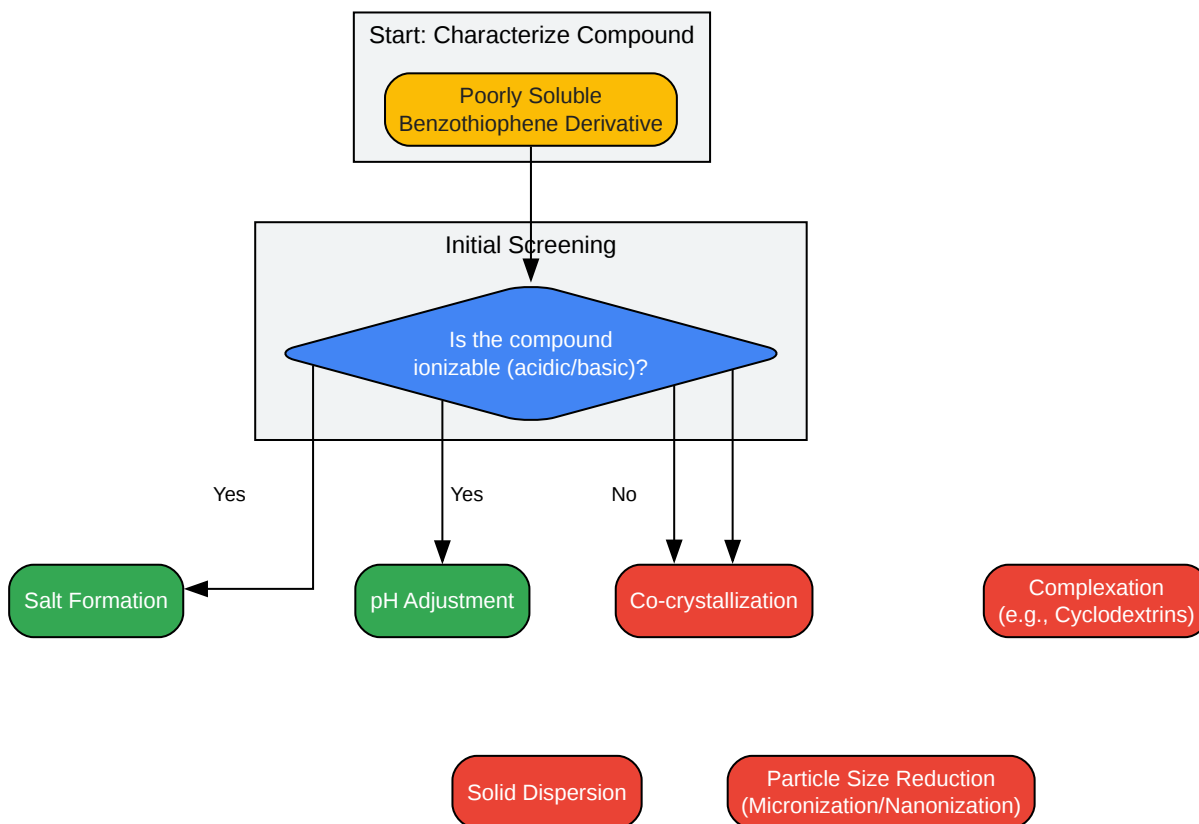 Start: Characterize Compound
Poorly Soluble
Benzothiophene Derivative
Initial Screening
Is the compound
ionizable (acidic/basic)?
Yes
Yes
No
Salt Formation
pH Adjustment
Co-crystallization
Complexation
(e.g., Cyclodextrins)
Solid Dispersion
Particle Size Reduction
(Micronization/Nanonization)